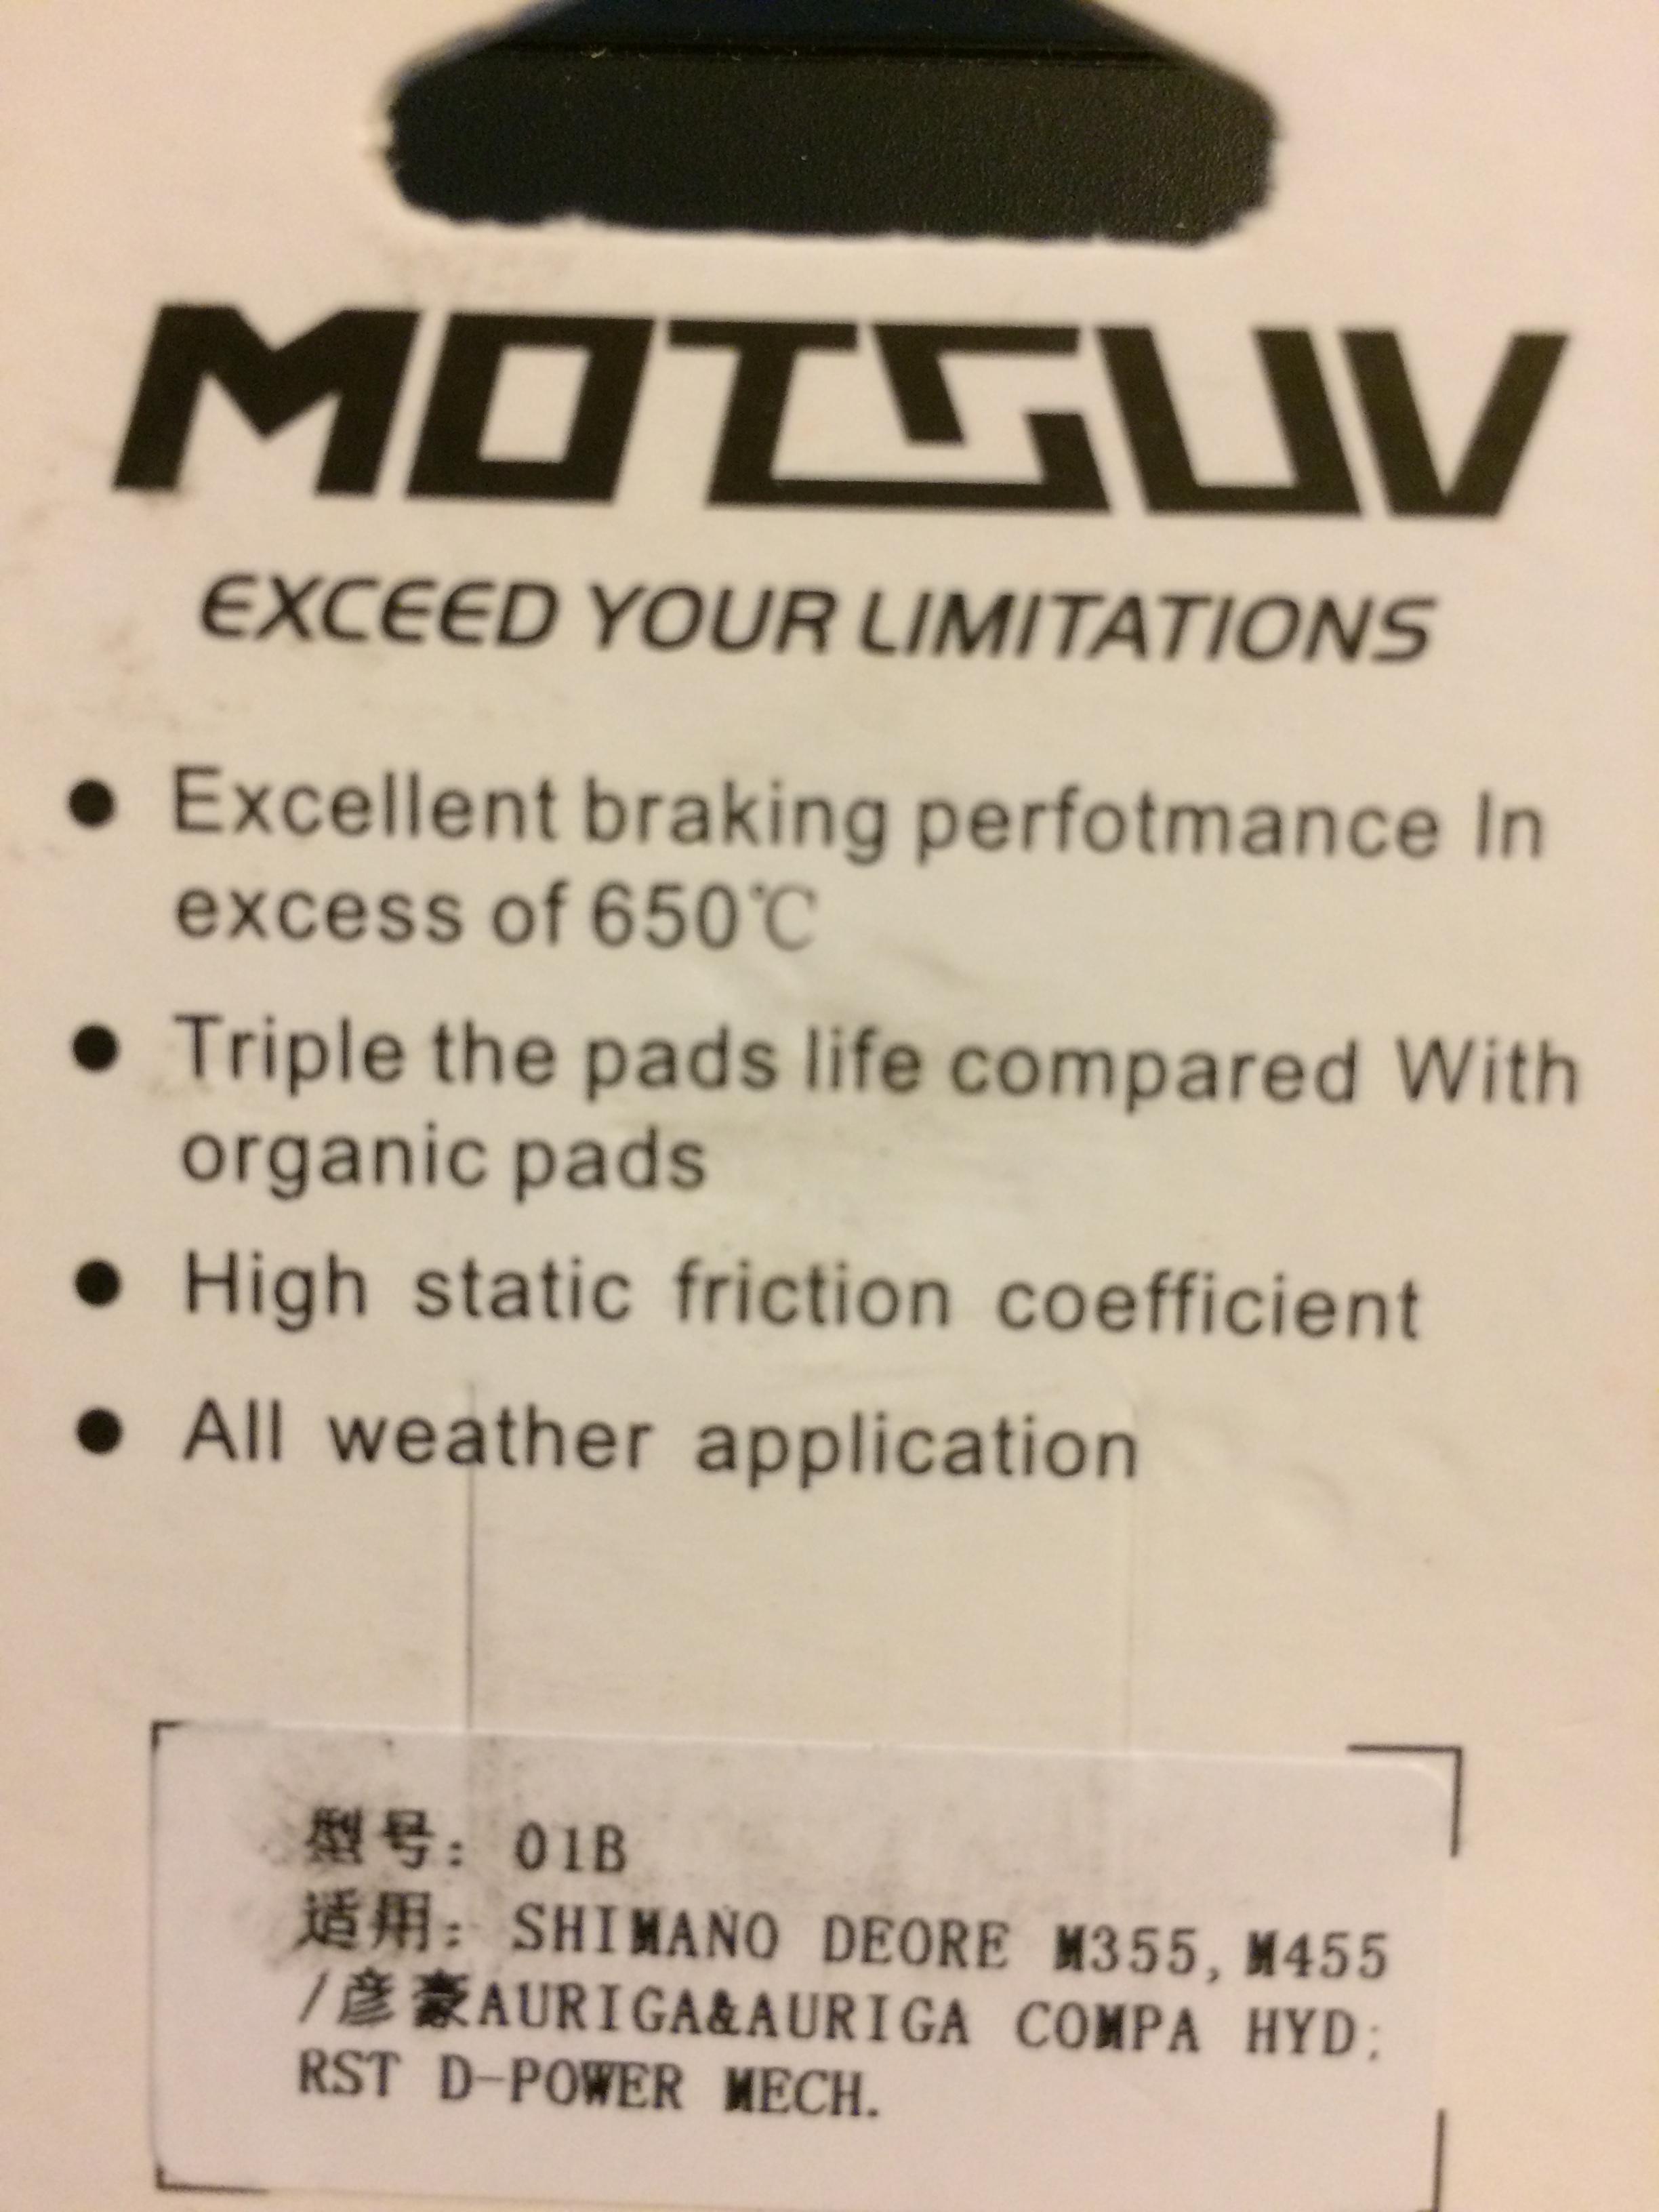 MOTSUV
EXCEED YOUR LIMITATIONS
● Excellent braking perfotmance In
excess of 650℃
● Triple the pads life compared With
organic pads
● High static friction coefficient
● All weather application
型号: 01B
适用: SHIMANO DEORE M355, M455
/彦豪AURIGA&AURIGA COMPA HYD;
RST D-POWER MECH.